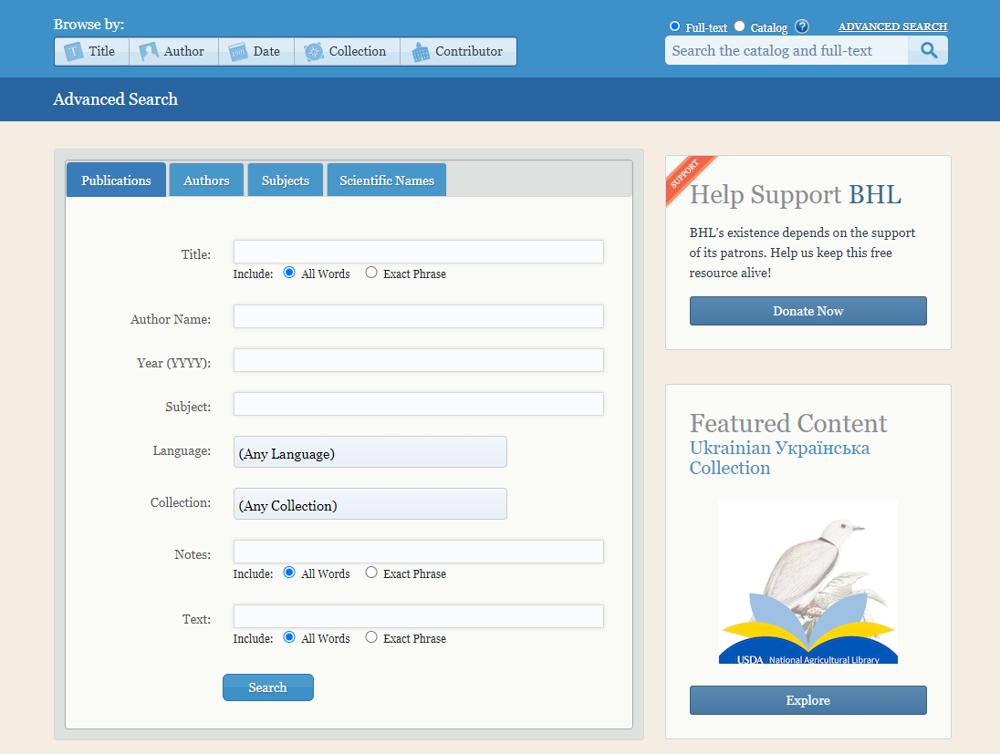 Browse by:
Title Author 1901 Date Collection Contributor
Full-text Catalog ? ADVANCED SEARCH
Search the catalog and full-text
Advanced Search
Publications Authors Subjects Scientific Names
Title:
Include: All Words Exact Phrase
Author Name:
Year (YYYY):
Subject:
Language: (Any Language)
Collection: (Any Collection)
Notes:
Include: All Words Exact Phrase
Text:
Include: All Words Exact Phrase
Search
SUPPORT
Help Support BHL
BHL's existence depends on the support
of its patrons. Help us keep this free
resource alive!
Donate Now
Featured Content
Ukrainian Українська
Collection
USDA National Agricultural Library
Explore